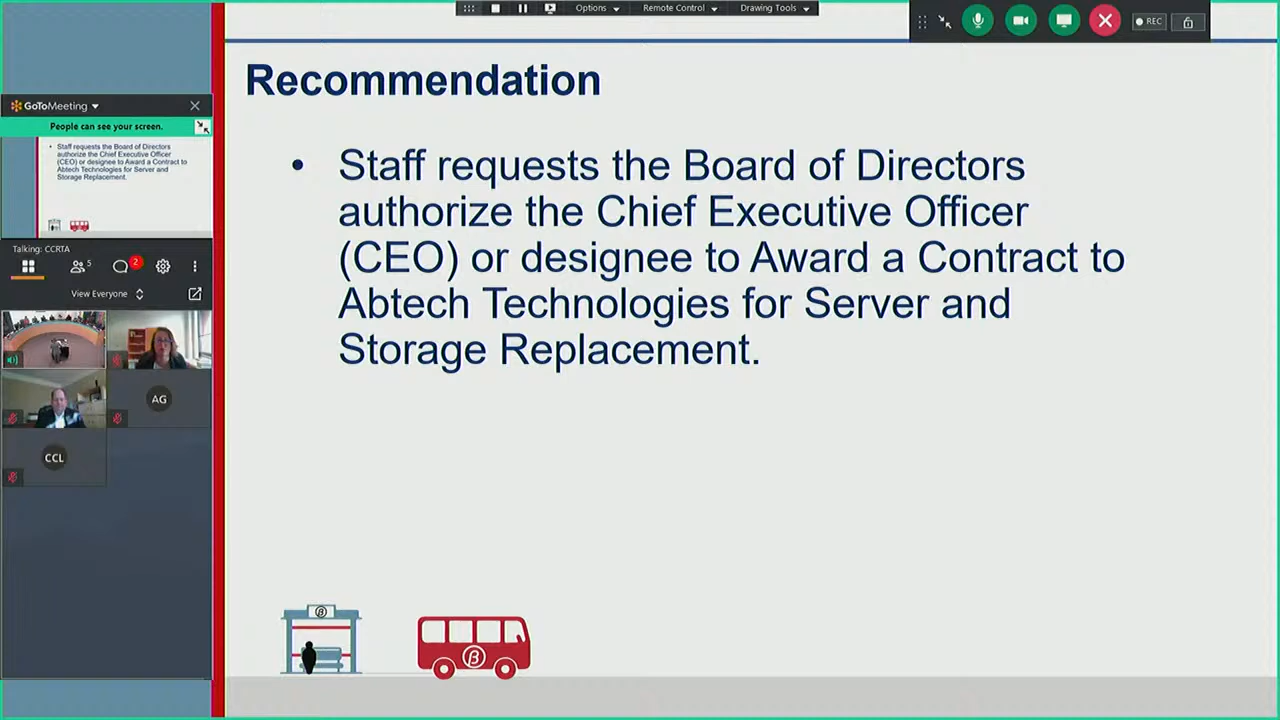 Options
Remote Control
Drawing Tools
REC
Recommendation
• Staff requests the Board of Directors
authorize the Chief Executive Officer
(CEO) or designee to Award a Contract to
Abtech Technologies for Server and
Storage Replacement.
GoToMeeting
People can see your screen.
• Staff requests the Board of Directors
authorize the Chief Executive Officer
(CEO) or designee to Award a Contract to
Abtech Technologies for Server and
Storage Replacement.
Talking: CCRTA
5
2
View Everyone
AG
CCL
ꞵ
ꞵ